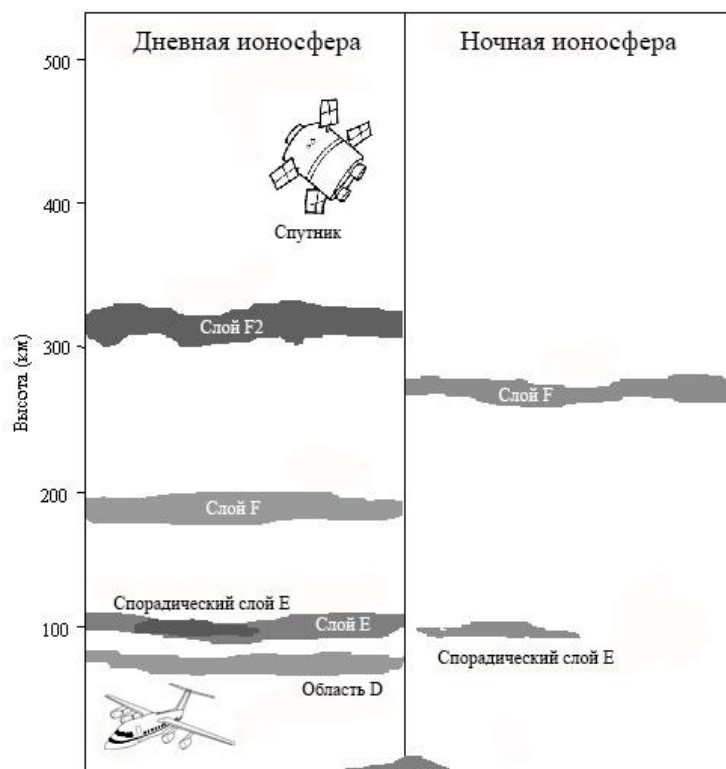 Дневная ионосфера
Ночная ионосфера
500
Спутник
400
Слой F2
300
Высота (км)
Слой F
200
Слой F
Спорадический слой E
Слой E
100
Спорадический слой E
Область D